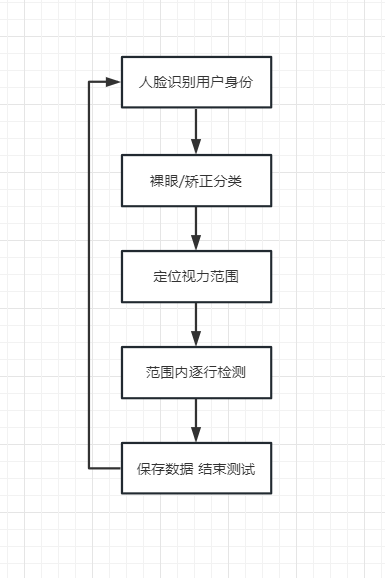 人脸识别用户身份
裸眼/矫正分类
定位视力范围
范围内逐行检测
保存数据 结束测试